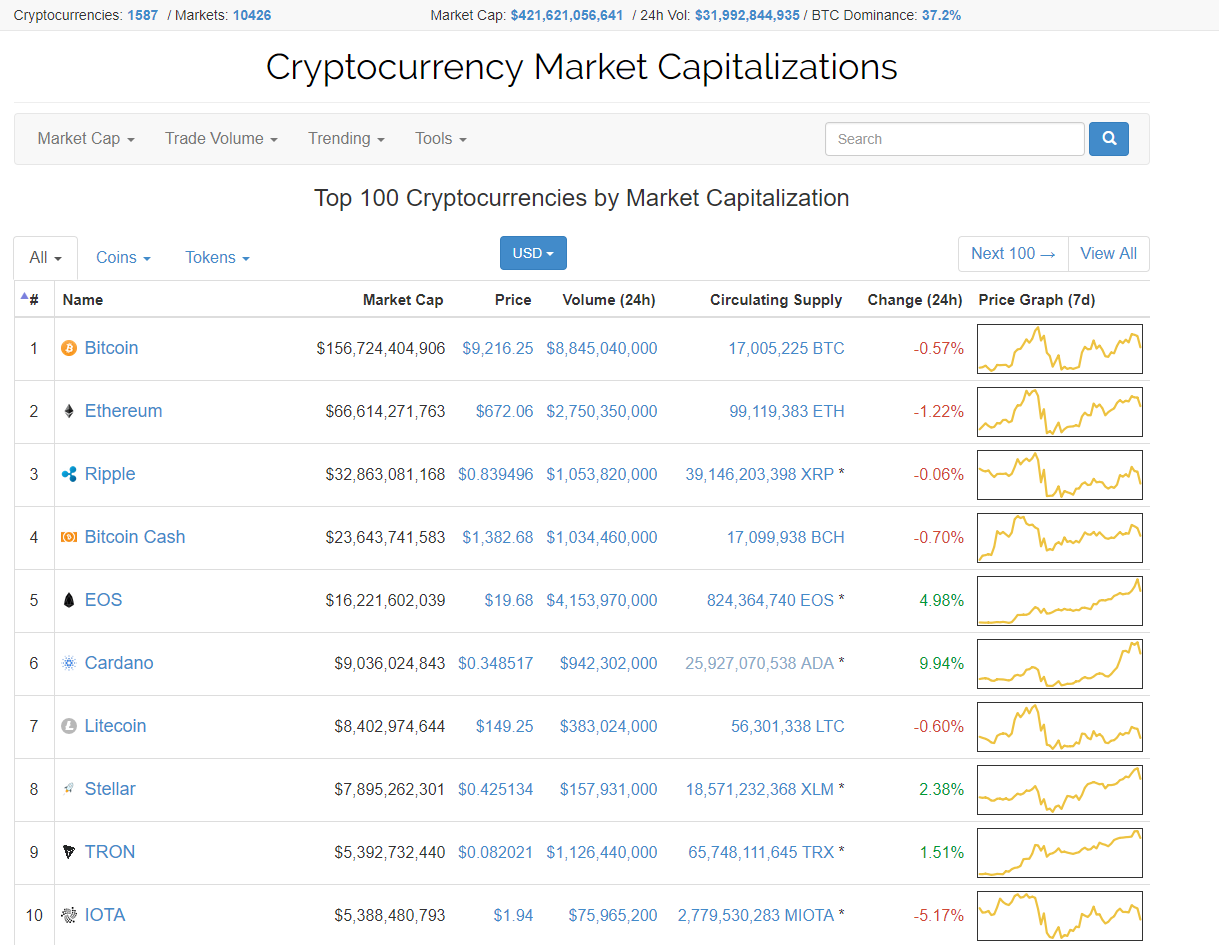 Cryptocurrencies: 1587 / Markets: 10426 Market Cap: $421,621,056,641 / 24h Vol: $31,992,844,935 / BTC Dominance: 37.2%
Cryptocurrency Market Capitalizations
Market Cap Trade Volume Trending Tools Search
Top 100 Cryptocurrencies by Market Capitalization
All Coins Tokens USD Next 100 → View All
# Name Market Cap Price Volume (24h) Circulating Supply Change (24h) Price Graph (7d)
1 Bitcoin $156,724,404,906 $9,216.25 $8,845,040,000 17,005,225 BTC -0.57%
2 Ethereum $66,614,271,763 $672.06 $2,750,350,000 99,119,383 ETH -1.22%
3 Ripple $32,863,081,168 $0.839496 $1,053,820,000 39,146,203,398 XRP * -0.06%
4 Bitcoin Cash $23,643,741,583 $1,382.68 $1,034,460,000 17,099,938 BCH -0.70%
5 EOS $16,221,602,039 $19.68 $4,153,970,000 824,364,740 EOS * 4.98%
6 Cardano $9,036,024,843 $0.348517 $942,302,000 25,927,070,538 ADA * 9.94%
7 Litecoin $8,402,974,644 $149.25 $383,024,000 56,301,338 LTC -0.60%
8 Stellar $7,895,262,301 $0.425134 $157,931,000 18,571,232,368 XLM * 2.38%
9 TRON $5,392,732,440 $0.082021 $1,126,440,000 65,748,111,645 TRX * 1.51%
10 IOTA $5,388,480,793 $1.94 $75,965,200 2,779,530,283 MIOTA * -5.17%